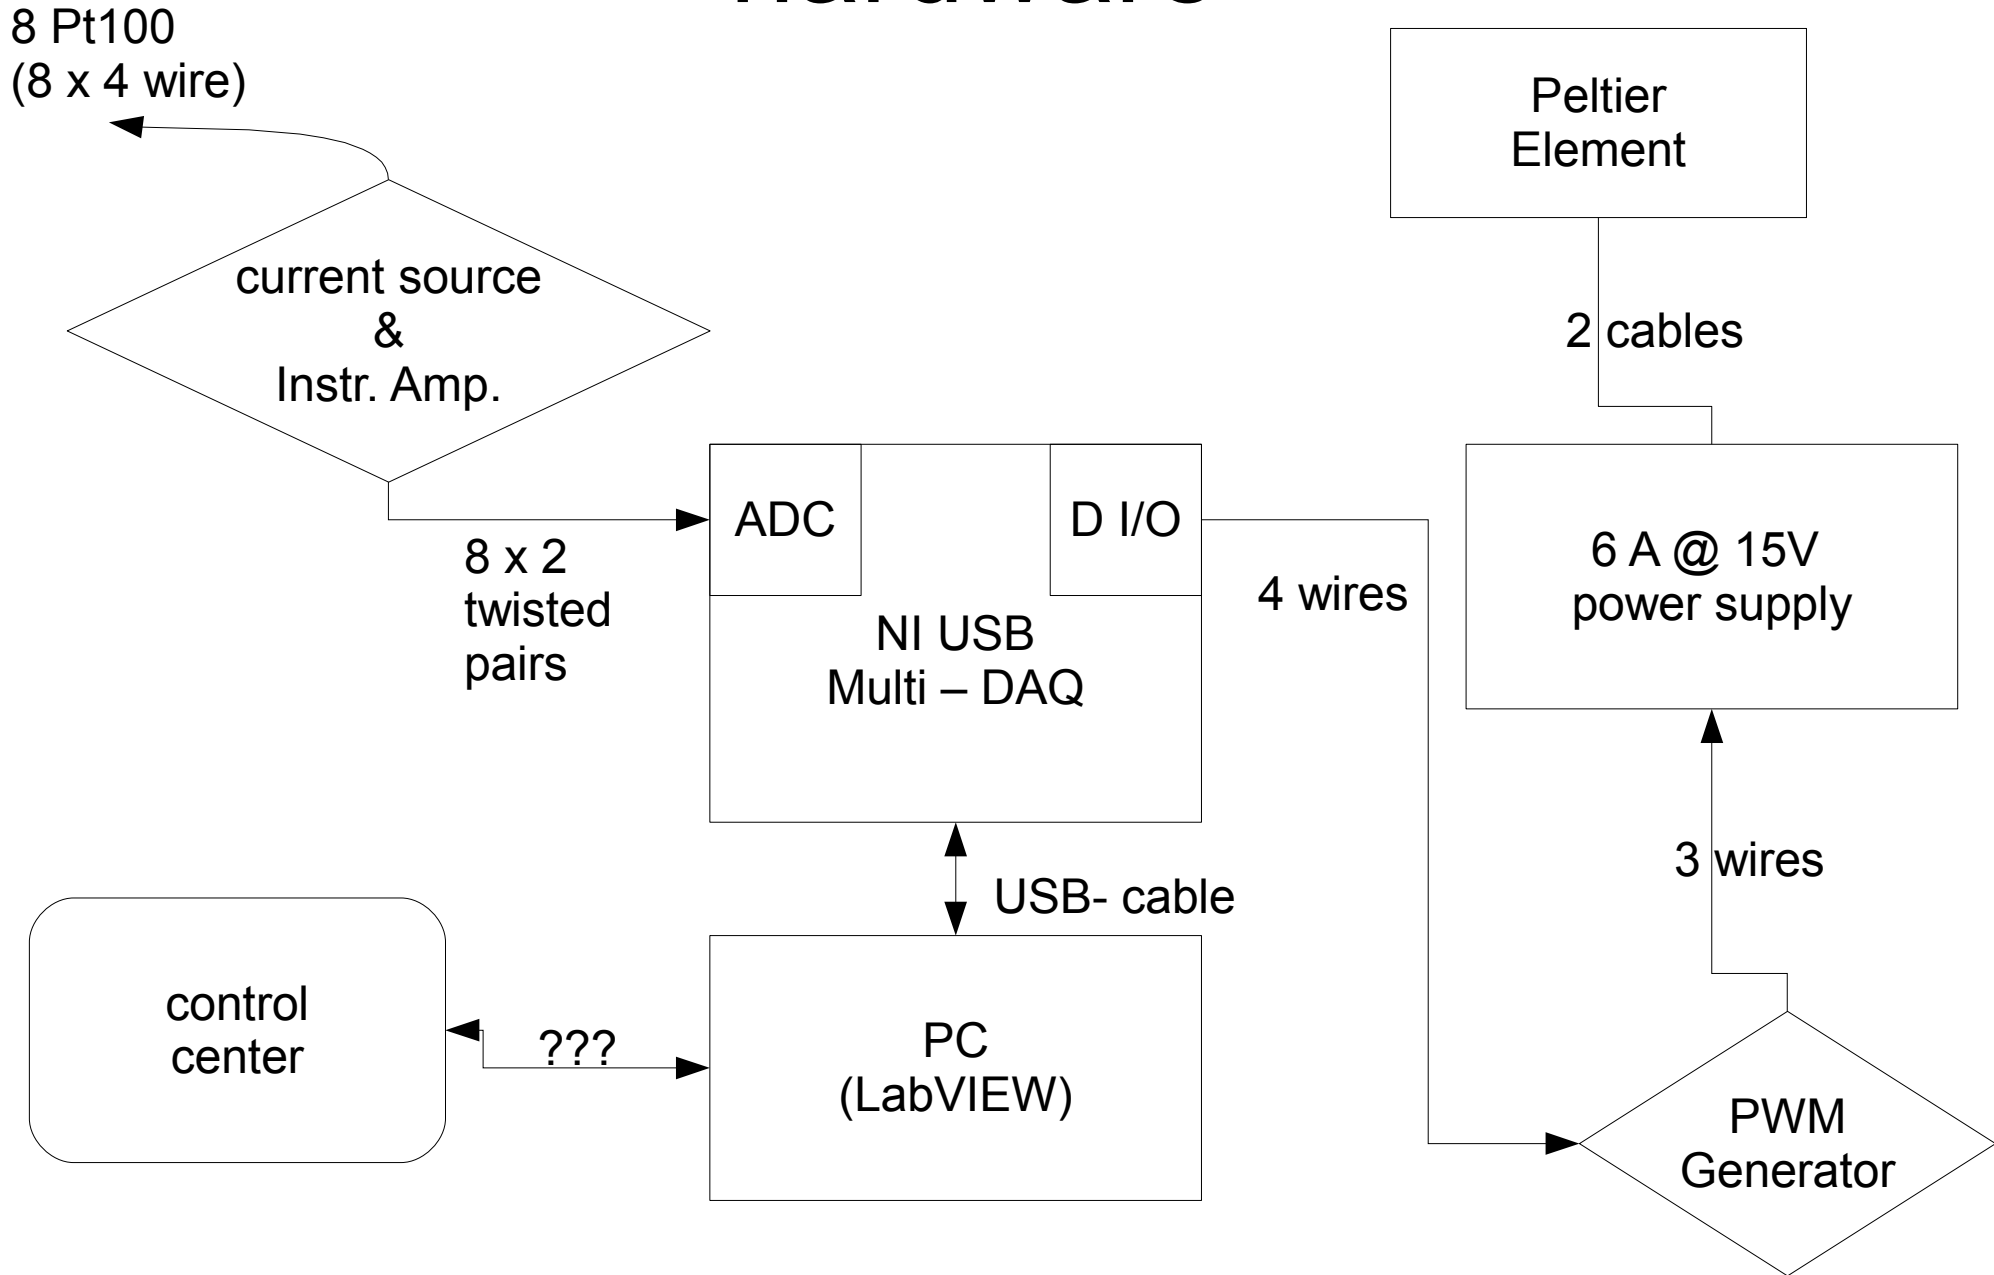 8 Pt100
(8 x 4 wire)
Peltier
Element
current source
&
Instr. Amp.
2 cables
ADC
D I/O
8 x 2
twisted
pairs
4 wires
6 A @ 15V
power supply
NI USB
Multi – DAQ
3 wires
USB- cable
control
center
???
PC
(LabVIEW)
PWM
Generator